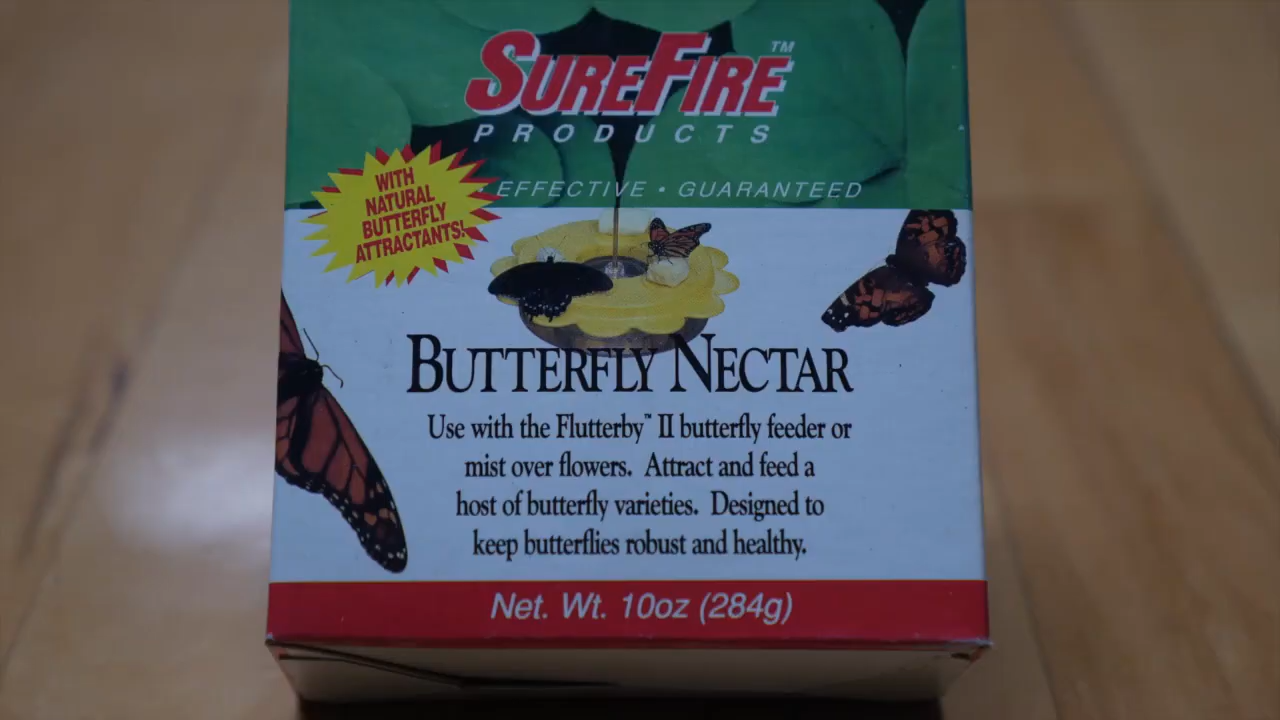 SUREFIRE™
PRODUCTS
EFFECTIVE • GUARANTEED
WITH
NATURAL
BUTTERFLY
ATTRACTANTS!
BUTTERFLY NECTAR
Use with the Flutterby™ II butterfly feeder or
mist over flowers. Attract and feed a
host of butterfly varieties. Designed to
keep butterflies robust and healthy.
Net. Wt. 10oz (284g)